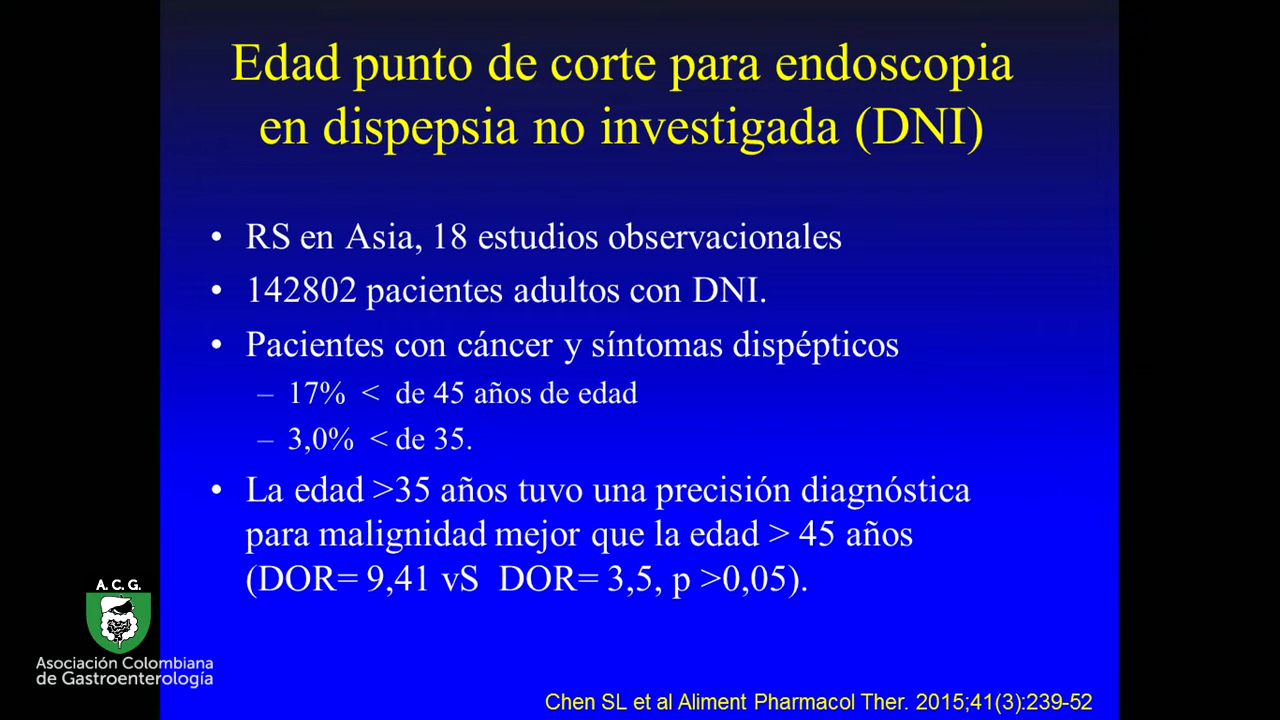 Edad punto de corte para endoscopia
en dispepsia no investigada (DNI)
• RS en Asia, 18 estudios observacionales
• 142802 pacientes adultos con DNI.
• Pacientes con cáncer y síntomas dispépticos
– 17% < de 45 años de edad
– 3,0% < de 35.
• La edad >35 años tuvo una precisión diagnóstica
para malignidad mejor que la edad > 45 años
(DOR= 9,41 vS DOR= 3,5, p >0,05).
A. C. G.
Asociación Colombiana
de Gastroenterología
Chen SL et al Aliment Pharmacol Ther. 2015;41(3):239-52